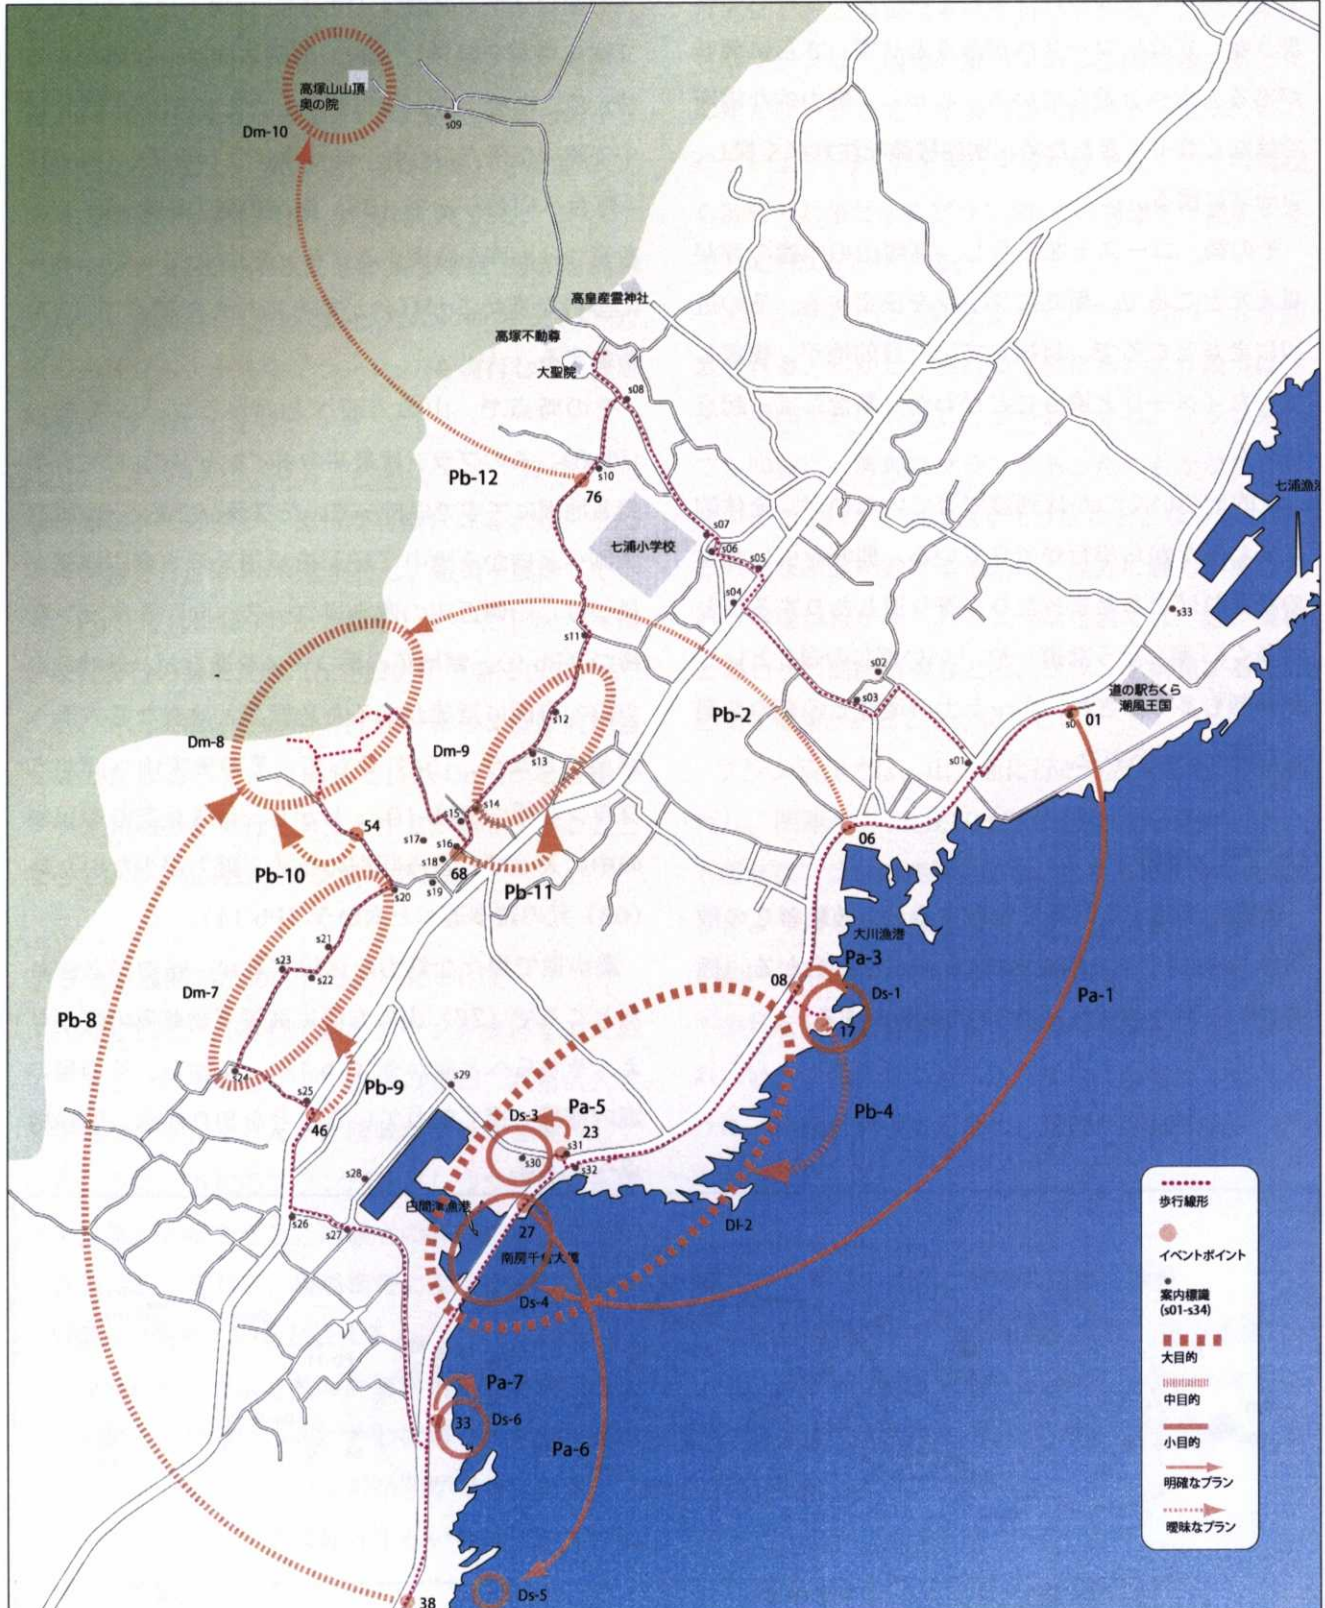 高塚山山頂
奥の院
Dm-10
s09
高皇産霊神社
高塚不動尊
大聖院
s08
Pb-12
s10
76
七浦小学校
s07
s06
s05
s04
七浦漁港
s33
s11
s02
s03
道の駅ちくら
潮風王国
Pb-2
01
s01
Dm-8
Dm-9
s12
s13
s14
s15
s16
s17
s18
s19
54
68
06
Pb-10
Pb-11
s20
大川漁港
Pa-3
08
Ds-1
17
s21
s22
s23
Dm-7
Pb-8
Pa-1
s24
s25
46
Pb-9
s29
Pb-4
Ds-3
Pa-5
23
s30
s31
s32
s28
白間津漁港
27
Dl-2
s26
s27
南房千倉大橋
Ds-4
Pa-7
33
Ds-6
Pa-6
Ds-5
38
歩行線形
イベントポイント
案内標識
(s01-s34)
大目的
中目的
小目的
明確なプラン
曖昧なプラン